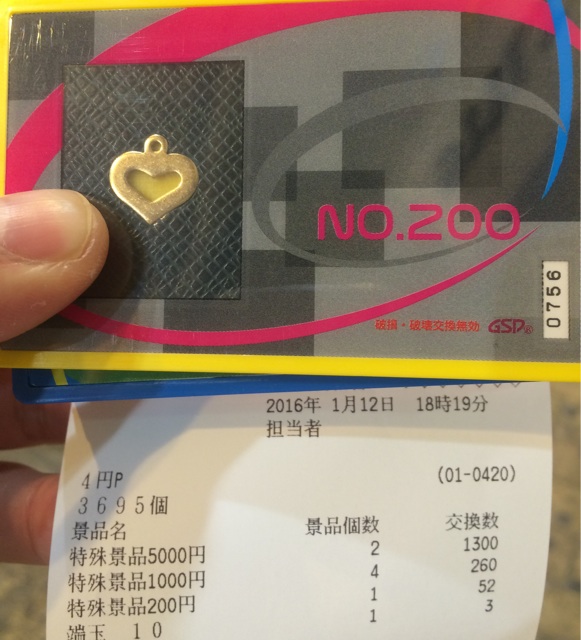 NO.200
破損・破壊交換無効 GSD®
0756
2016年 1月12日 18時19分
担当者
4円P (01-0420)
3695個
景品名 景品個数 交換数
特殊景品5000円 2 1300
特殊景品1000円 4 260
特殊景品200円 1 52
端玉 10 1 3